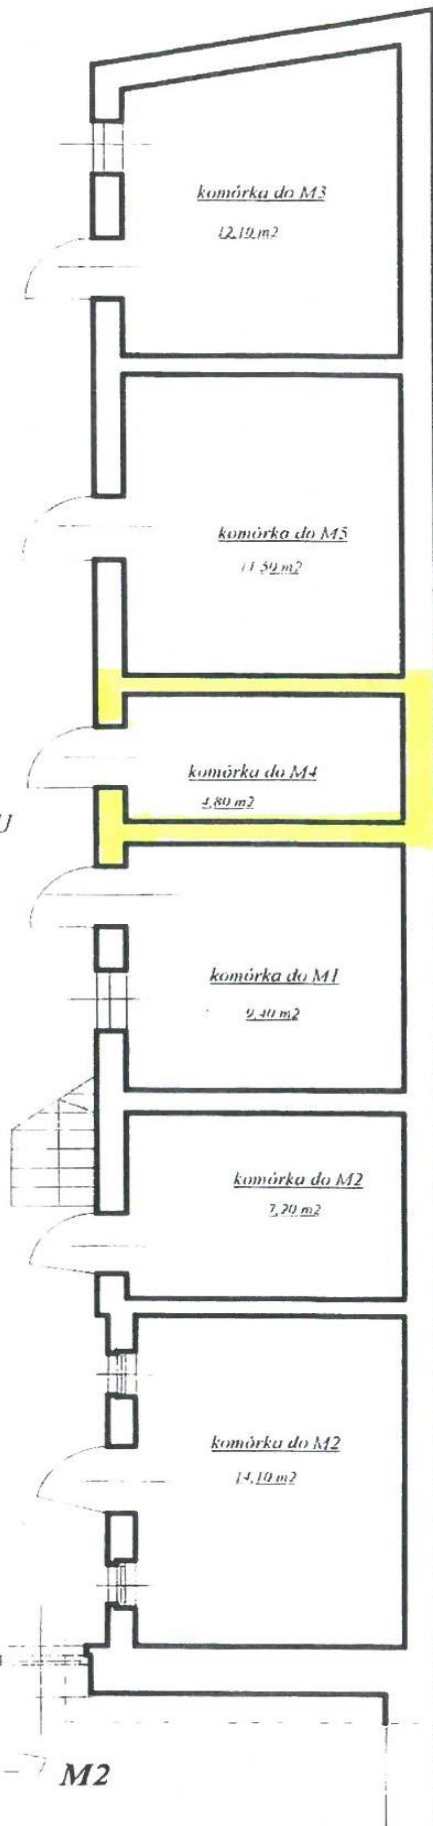 komórka do M3
12,10 m2
komórka do M5
11,50 m2
komórka do M4
4,80 m2
U
komórka do M1
9,40 m2
komórka do M2
7,20 m2
komórka do M2
14,10 m2
M2